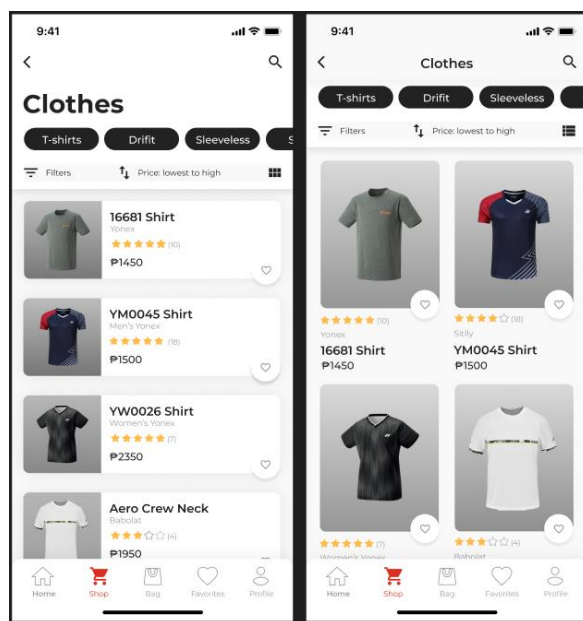 9:41
Clothes
T-shirts Drifit Sleeveless S
Filters Price: lowest to high
16681 Shirt
Yonex
(10)
₱1450
YM0045 Shirt
Men's Yonex
(18)
₱1500
YW0026 Shirt
Women's Yonex
(7)
₱2350
Aero Crew Neck
Babolat
(4)
₱1950
Home Shop Bag Favorites Profile
9:41
Clothes
T-shirts Drifit Sleeveless
Filters Price: lowest to high
(10)
Yonex
16681 Shirt
₱1450
(18)
Sitlly
YM0045 Shirt
₱1500
(7)
Women's Yonex
(4)
Babolat
Home Shop Bag Favorites Profile